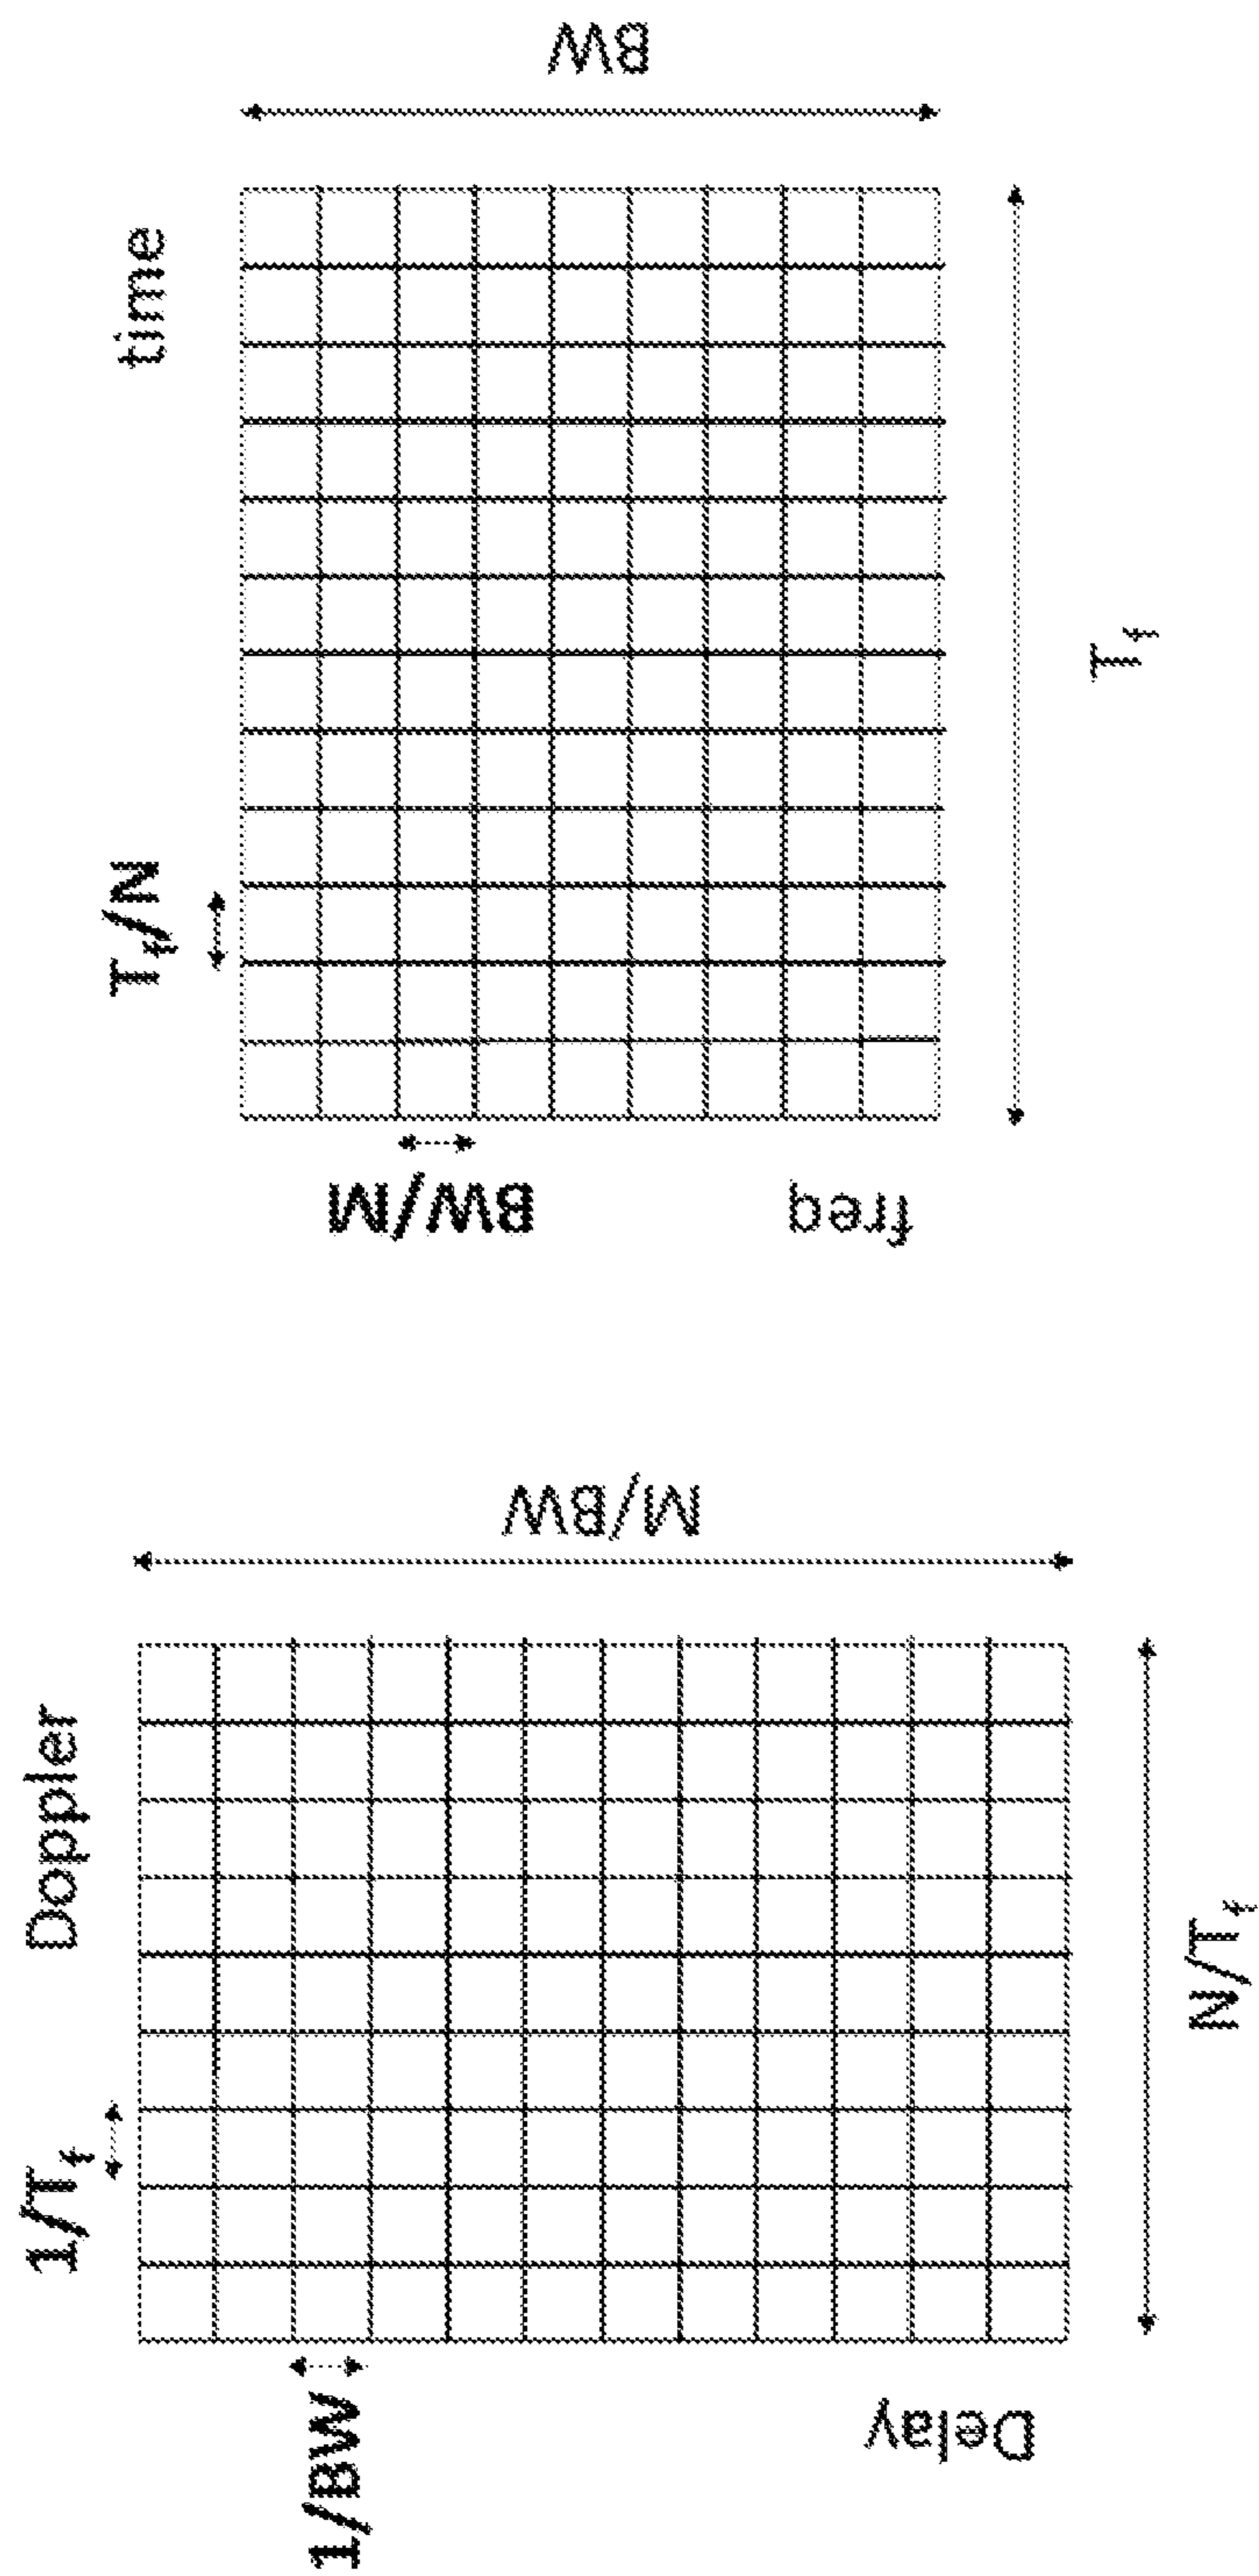 1/T_f
Doppler
1/BW
M/BW
Delay
N/T_f
T_f/N
time
BW/M
BW
freq
T_f